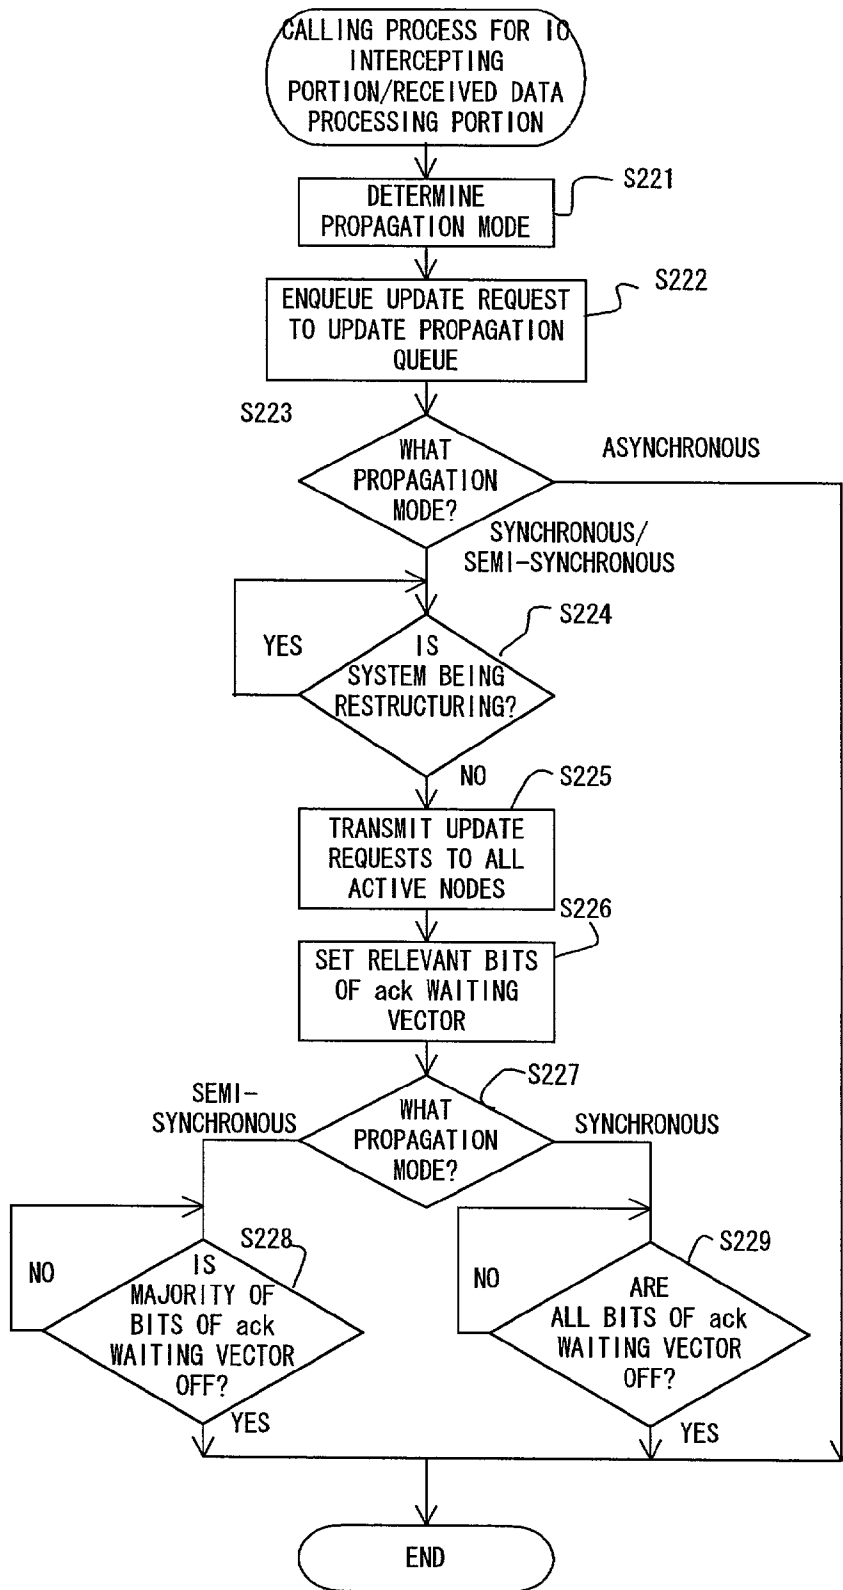 CALLING PROCESS FOR IO
INTERCEPTING
PORTION/RECEIVED DATA
PROCESSING PORTION
S221
DETERMINE
PROPAGATION MODE
S222
ENQUEUE UPDATE REQUEST
TO UPDATE PROPAGATION
QUEUE
S223
WHAT
PROPAGATION
MODE?
ASYNCHRONOUS
SYNCHRONOUS/
SEMI-SYNCHRONOUS
S224
YES
IS
SYSTEM BEING
RESTRUCTURING?
NO
S225
TRANSMIT UPDATE
REQUESTS TO ALL
ACTIVE NODES
S226
SET RELEVANT BITS
OF ack WAITING
VECTOR
S227
SEMI-
SYNCHRONOUS
WHAT
PROPAGATION
MODE?
SYNCHRONOUS
S228
NO
IS
MAJORITY OF
BITS OF ack
WAITING VECTOR
OFF?
YES
S229
NO
ARE
ALL BITS OF ack
WAITING VECTOR
OFF?
YES
END